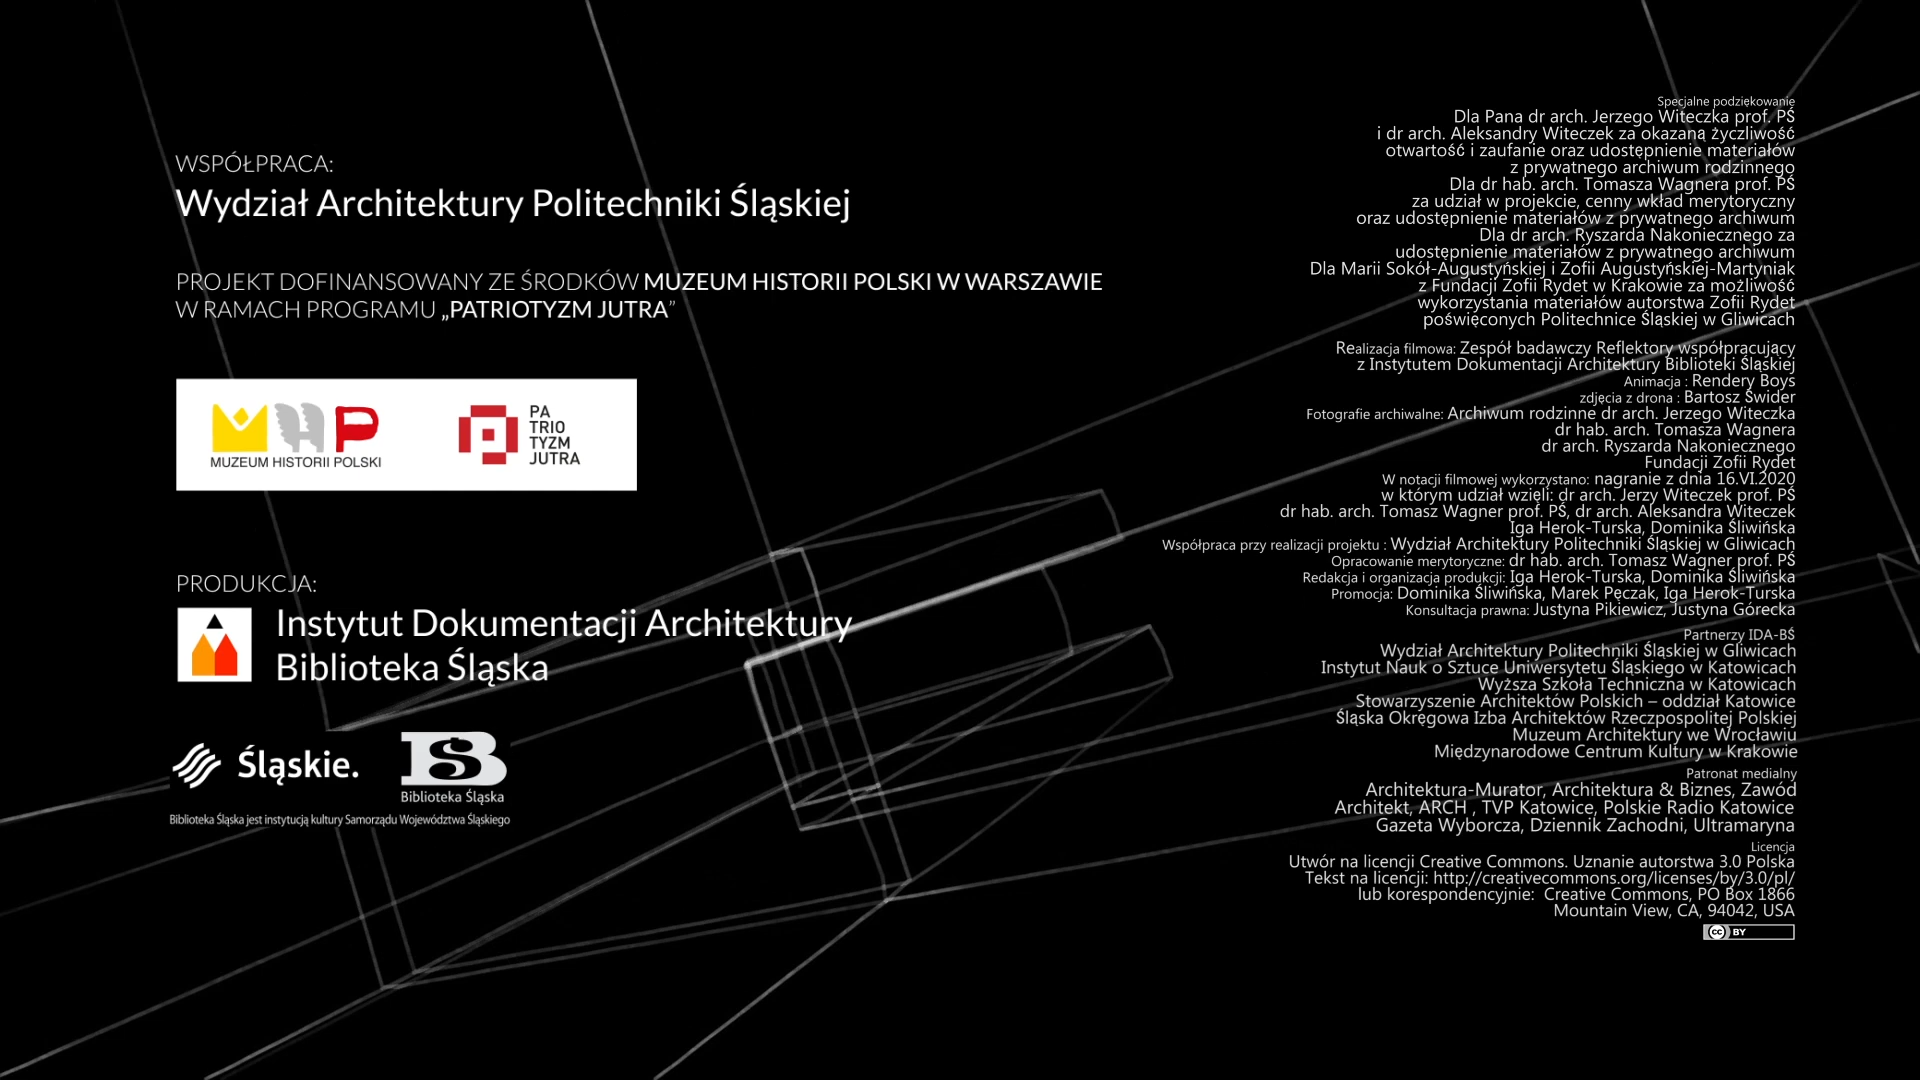 WSPÓŁPRACA:
Wydział Architektury Politechniki Śląskiej
PROJEKT DOFINANSOWANY ZE ŚRODKÓW MUZEUM HISTORII POLSKI W WARSZAWIE
W RAMACH PROGRAMU „PATRIOTYZM JUTRA”
MHP
MUZEUM HISTORII POLSKI
PA
TRIO
TYZM
JUTRA
PRODUKCJA:
Instytut Dokumentacji Architektury
Biblioteka Śląska
Śląskie.
BŚ
Biblioteka Śląska
Biblioteka Śląska jest instytucją kultury Samorządu Województwa Śląskiego
Specjalne podziękowanie
Dla Pana dr arch. Jerzego Witeczka prof. PŚ
i dr arch. Aleksandry Witeczek za okazaną życzliwość
otwartość i zaufanie oraz udostępnienie materiałów
z prywatnego archiwum rodzinnego
Dla dr hab. arch. Tomasza Wagnera prof. PŚ
za udział w projekcie, cenny wkład merytoryczny
oraz udostępnienie materiałów z prywatnego archiwum
Dla dr arch. Ryszarda Nakoniecznego za
udostępnienie materiałów z prywatnego archiwum
Dla Marii Sokół-Augustyńskiej i Zofii Augustyńskiej-Martyniak
z Fundacji Zofii Rydet w Krakowie za możliwość
wykorzystania materiałów autorstwa Zofii Rydet
poświęconych Politechnice Śląskiej w Gliwicach
Realizacja filmowa: Zespół badawczy Reflektory współpracujący
z Instytutem Dokumentacji Architektury Biblioteki Śląskiej
Animacja : Rendery Boys
zdjęcia z drona : Bartosz Świder
Fotografie archiwalne: Archiwum rodzinne dr arch. Jerzego Witeczka
dr hab. arch. Tomasza Wagnera
dr arch. Ryszarda Nakoniecznego
Fundacji Zofii Rydet
W notacji filmowej wykorzystano: nagranie z dnia 16.VI.2020
w którym udział wzięli: dr arch. Jerzy Witeczek prof. PŚ
dr hab. arch. Tomasz Wagner prof. PŚ, dr arch. Aleksandra Witeczek
Iga Herok-Turska, Dominika Śliwińska
Współpraca przy realizacji projektu : Wydział Architektury Politechniki Śląskiej w Gliwicach
Opracowanie merytoryczne: dr hab. arch. Tomasz Wagner prof. PŚ
Redakcja i organizacja produkcji: Iga Herok-Turska, Dominika Śliwińska
Promocja: Dominika Śliwińska, Marek Pęczak, Iga Herok-Turska
Konsultacja prawna: Justyna Pikiewicz, Justyna Górecka
Partnerzy IDA-BŚ
Wydział Architektury Politechniki Śląskiej w Gliwicach
Instytut Nauk o Sztuce Uniwersytetu Śląskiego w Katowicach
Wyższa Szkoła Techniczna w Katowicach
Stowarzyszenie Architektów Polskich – oddział Katowice
Śląska Okręgowa Izba Architektów Rzeczpospolitej Polskiej
Muzeum Architektury we Wrocławiu
Międzynarodowe Centrum Kultury w Krakowie
Patronat medialny
Architektura-Murator, Architektura & Biznes, Zawód
Architekt, ARCH , TVP Katowice, Polskie Radio Katowice
Gazeta Wyborcza, Dziennik Zachodni, Ultramaryna
Licencja
Utwór na licencji Creative Commons. Uznanie autorstwa 3.0 Polska
Tekst na licencji: http://creativecommons.org/licenses/by/3.0/pl/
lub korespondencyjnie: Creative Commons, PO Box 1866
Mountain View, CA, 94042, USA
cc BY